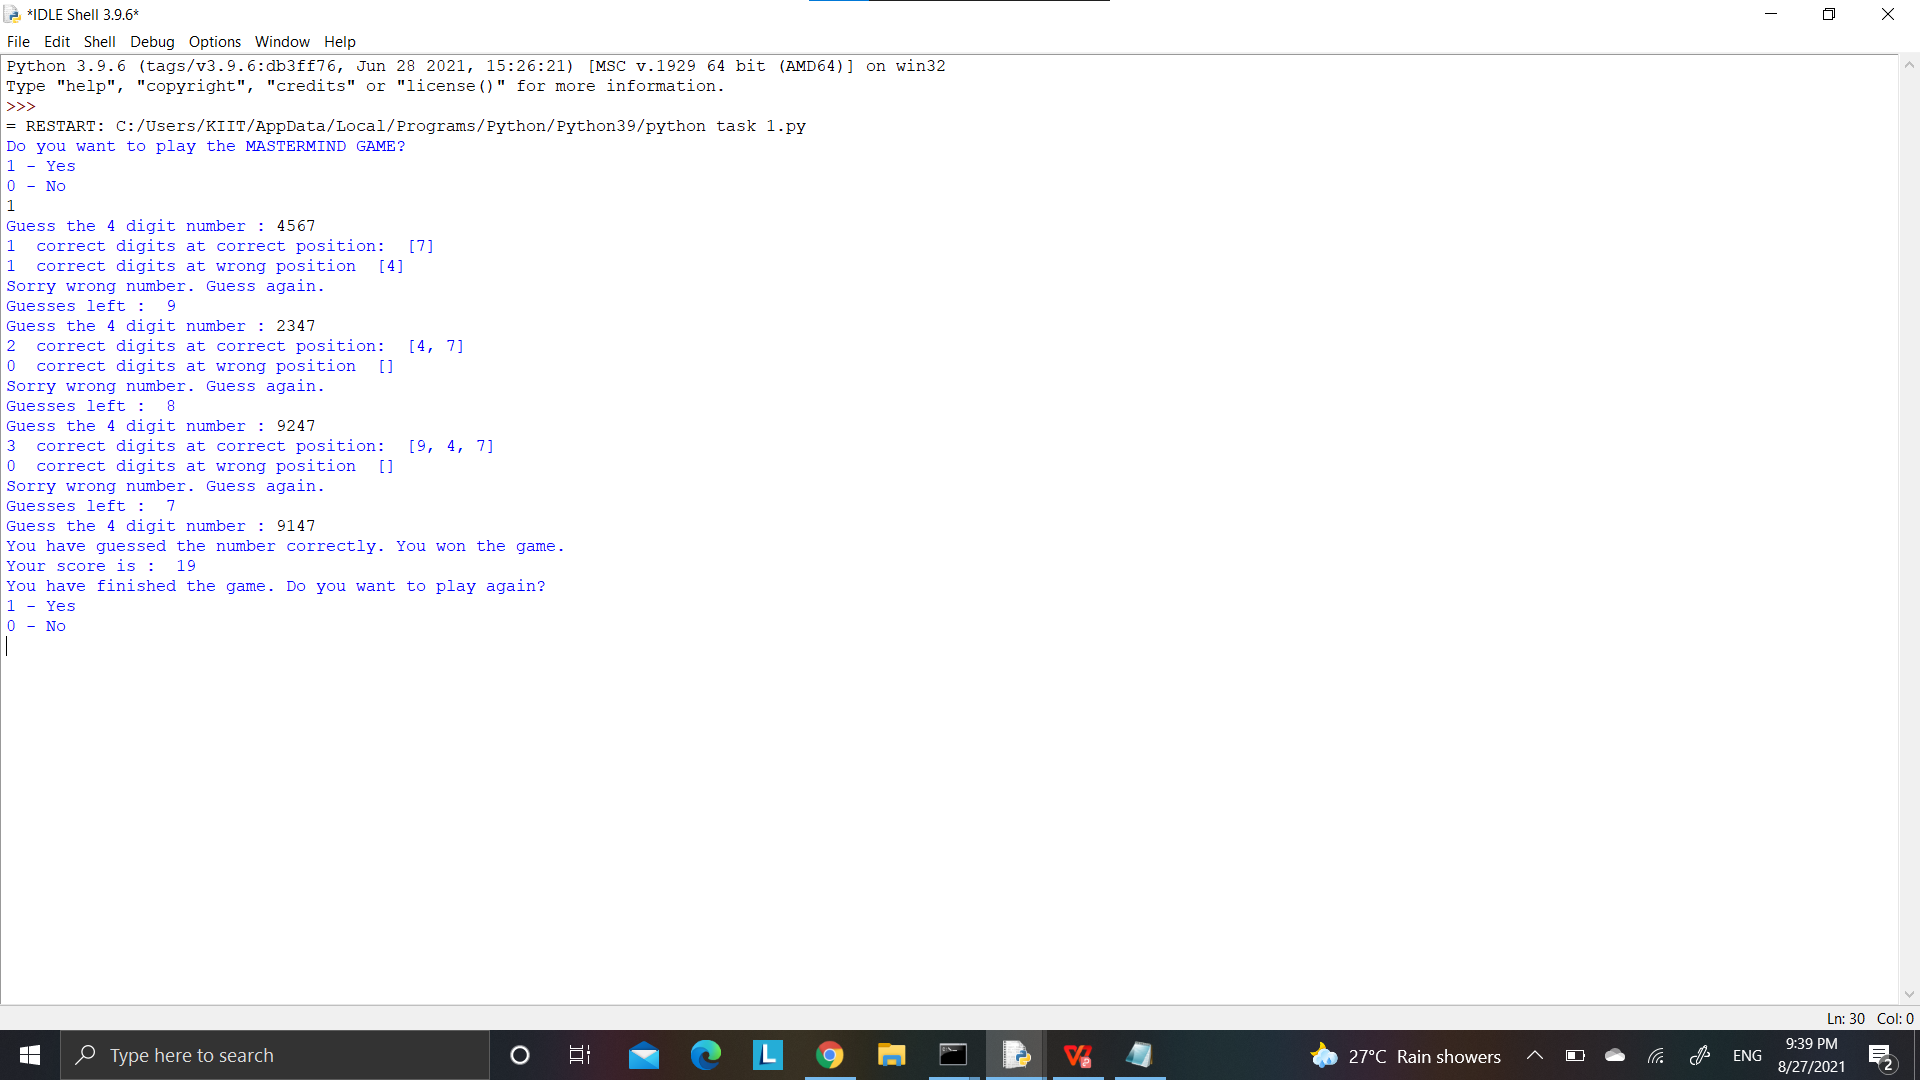 *IDLE Shell 3.9.6*
File Edit Shell Debug Options Window Help
Python 3.9.6 (tags/v3.9.6:db3ff76, Jun 28 2021, 15:26:21) [MSC v.1929 64 bit (AMD64)] on win32
Type "help", "copyright", "credits" or "license()" for more information.
>>>
= RESTART: C:/Users/KIIT/AppData/Local/Programs/Python/Python39/python task 1.py
Do you want to play the MASTERMIND GAME?
1 - Yes
0 - No
1
Guess the 4 digit number : 4567
1  correct digits at correct position:  [7]
1  correct digits at wrong position  [4]
Sorry wrong number. Guess again.
Guesses left :  9
Guess the 4 digit number : 2347
2  correct digits at correct position:  [4, 7]
0  correct digits at wrong position  []
Sorry wrong number. Guess again.
Guesses left :  8
Guess the 4 digit number : 9247
3  correct digits at correct position:  [9, 4, 7]
0  correct digits at wrong position  []
Sorry wrong number. Guess again.
Guesses left :  7
Guess the 4 digit number : 9147
You have guessed the number correctly. You won the game.
Your score is :  19
You have finished the game. Do you want to play again?
1 - Yes
0 - No
Ln: 30 Col: 0
Type here to search
L
27°C Rain showers
ENG
9:39 PM
8/27/2021
2